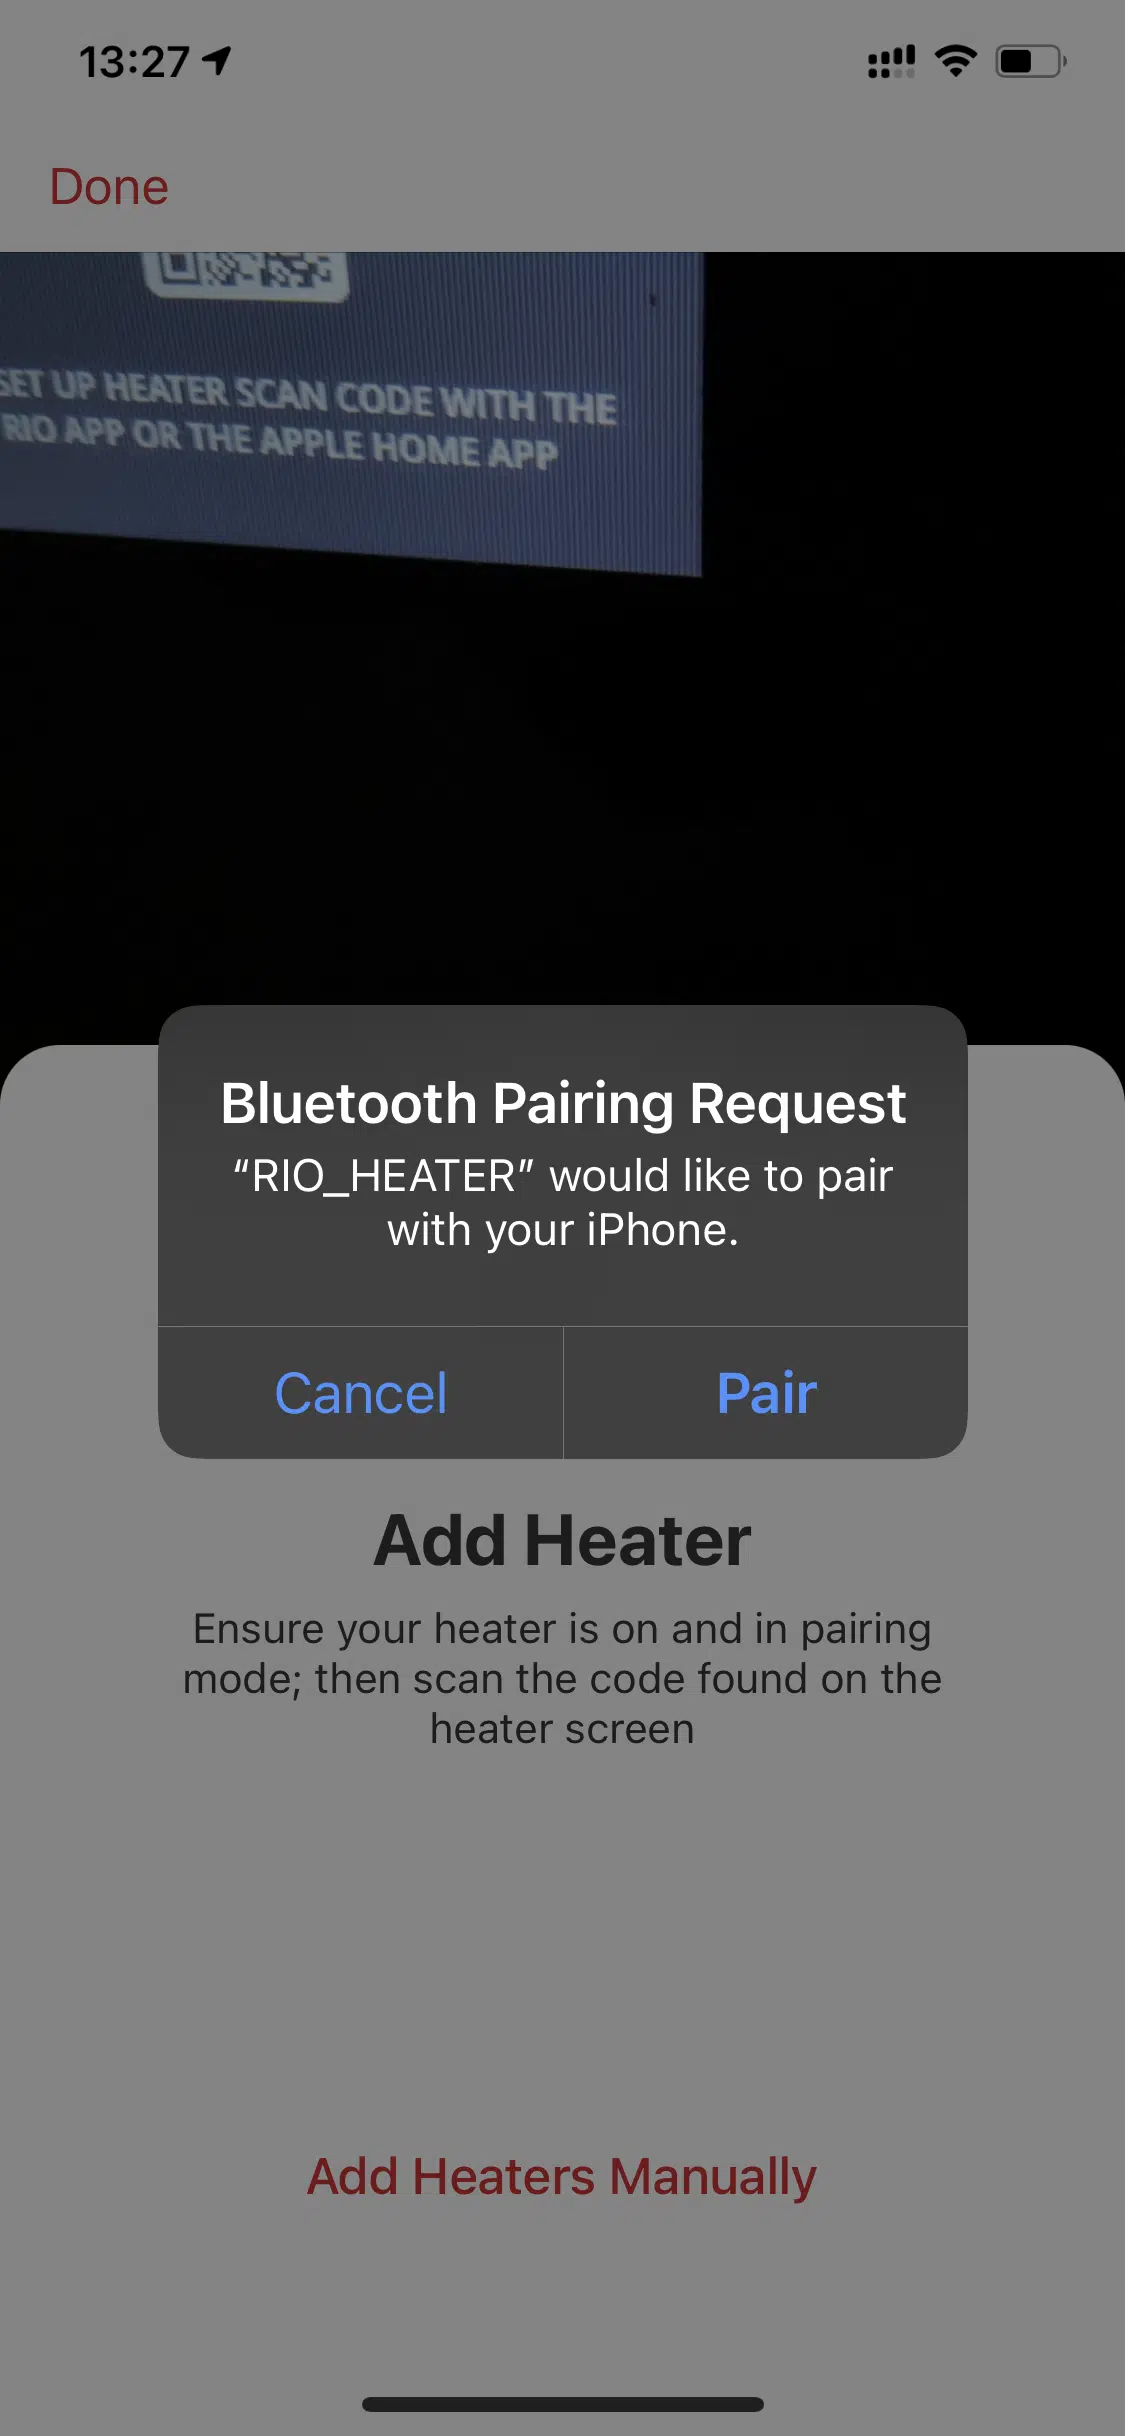 13:27
Done
SET UP HEATER SCAN CODE WITH THE
RIO APP OR THE APPLE HOME APP
Bluetooth Pairing Request
“RIO_HEATER” would like to pair
with your iPhone.
Cancel
Pair
Add Heater
Ensure your heater is on and in pairing
mode; then scan the code found on the
heater screen
Add Heaters Manually